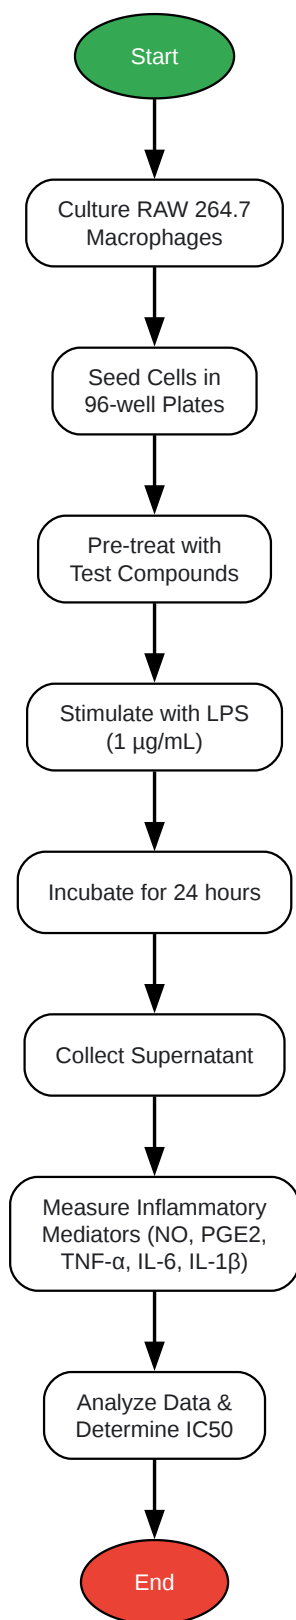 Start
Culture RAW 264.7
Macrophages
Seed Cells in
96-well Plates
Pre-treat with
Test Compounds
Stimulate with LPS
(1 µg/mL)
Incubate for 24 hours
Collect Supernatant
Measure Inflammatory
Mediators (NO, PGE2,
TNF-α, IL-6, IL-1β)
Analyze Data &
Determine IC50
End